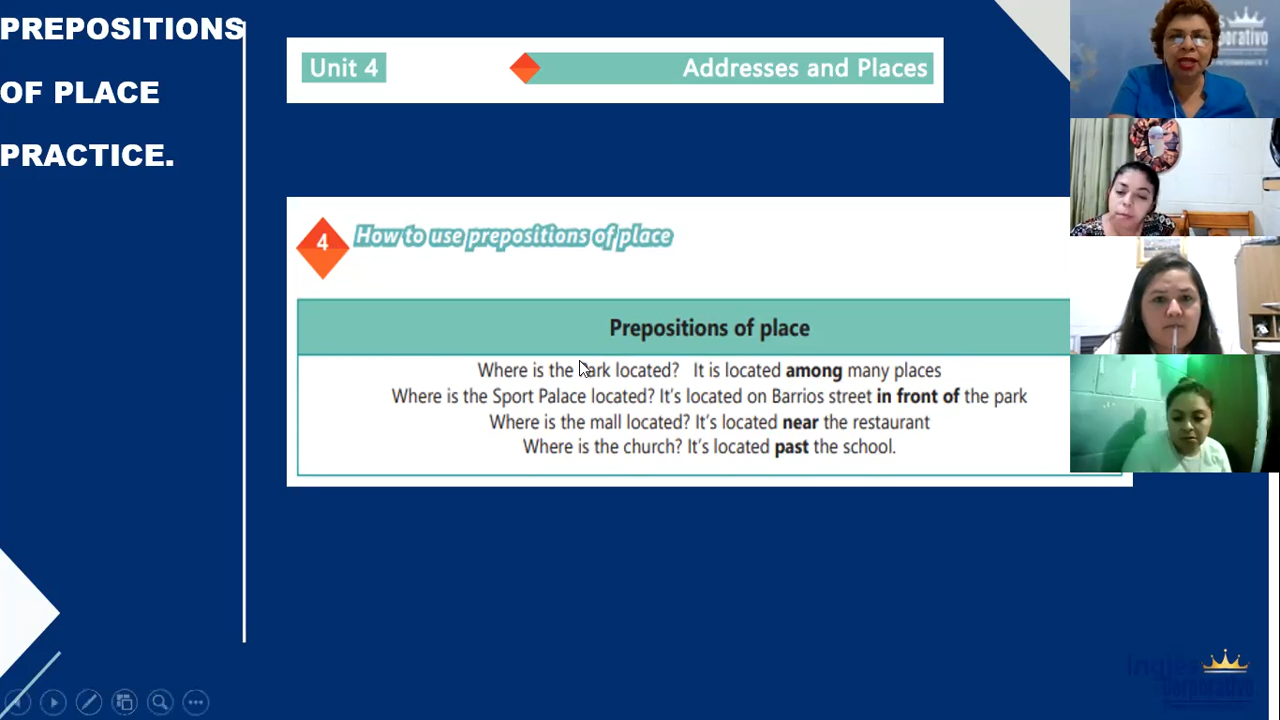 PREPOSITIONS
OF PLACE
PRACTICE.
Unit 4
Addresses and Places
4
How to use prepositions of place
Prepositions of place
Where is the park located? It is located among many places
Where is the Sport Palace located? It's located on Barrios street in front of the park
Where is the mall located? It's located near the restaurant
Where is the church? It's located past the school.
Inglés
Corporativo